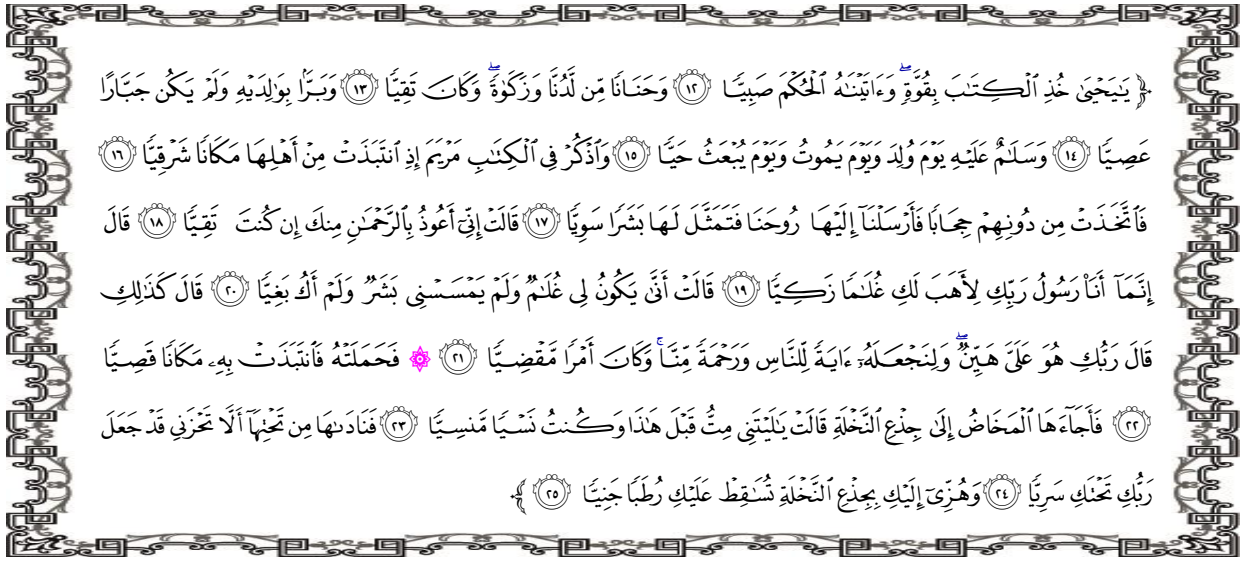 ﴿ يَـٰيَحۡيَىٰ خُذِ ٱلۡكِتَـٰبَ بِقُوَّةٖۖ وَءَاتَيۡنَـٰهُ ٱلۡحُكۡمَ صَبِيّٗا ١٢ وَحَنَانٗا مِّن لَّدُنَّا وَزَكَوٰةٗۖ وَكَانَ تَقِيّٗا ١٣ وَبَرَّۢا بِوَٰلِدَيۡهِ وَلَمۡ يَكُن جَبَّارًا
عَصِيّٗا ١٤ وَسَلَـٰمٌ عَلَيۡهِ يَوۡمَ وُلِدَ وَيَوۡمَ يَمُوتُ وَيَوۡمَ يُبۡعَثُ حَيّٗا ١٥ وَٱذۡكُرۡ فِي ٱلۡكِتَـٰبِ مَرۡيَمَ إِذِ ٱنتَبَذَتۡ مِنۡ أَهۡلِهَا مَكَانٗا شَرۡقِيّٗا ١٦
فَٱتَّخَذَتۡ مِن دُونِهِمۡ حِجَابٗا فَأَرۡسَلۡنَآ إِلَيۡهَا رُوحَنَا فَتَمَثَّلَ لَهَا بَشَرٗا سَوِيّٗا ١٧ قَالَتۡ إِنِّيٓ أَعُوذُ بِٱلرَّحۡمَـٰنِ مِنكَ إِن كُنتَ تَقِيّٗا ١٨ قَالَ
إِنَّمَآ أَنَا۠ رَسُولُ رَبِّكِ لِأَهَبَ لَكِ غُلَـٰمٗا زَكِيّٗا ١٩ قَالَتۡ أَنَّىٰ يَكُونُ لِي غُلَـٰمٞ وَلَمۡ يَمۡسَسۡنِي بَشَرٞ وَلَمۡ أَكُ بَغِيّٗا ٢٠ قَالَ كَذَٰلِكِ
قَالَ رَبُّكِ هُوَ عَلَيَّ هَيِّنٞۖ وَلِنَجۡعَلَهُۥٓ ءَايَةٗ لِّلنَّاسِ وَرَحۡمَةٗ مِّنَّاۚ وَكَانَ أَمۡرٗا مَّقۡضِيّٗا ٢١ ۞ فَحَمَلَتۡهُ فَٱنتَبَذَتۡ بِهِۦ مَكَانٗا قَصِيّٗا
٢٢ فَأَجَآءَهَا ٱلۡمَخَاضُ إِلَىٰ جِذۡعِ ٱلنَّخۡلَةِ قَالَتۡ يَـٰلَيۡتَنِي مِتُّ قَبۡلَ هَـٰذَا وَكُنتُ نَسۡيٗا مَّنسِيّٗا ٢٣ فَنَادَىٰهَا مِن تَحۡتِهَآ أَلَّا تَحۡزَنِي قَدۡ جَعَلَ
رَبُّكِ تَحۡتَكِ سَرِيّٗا ٢٤ وَهُزِّيٓ إِلَيۡكِ بِجِذۡعِ ٱلنَّخۡلَةِ تُسَـٰقِطۡ عَلَيۡكِ رُطَبٗا جَنِيّٗا ٢٥ ﴾